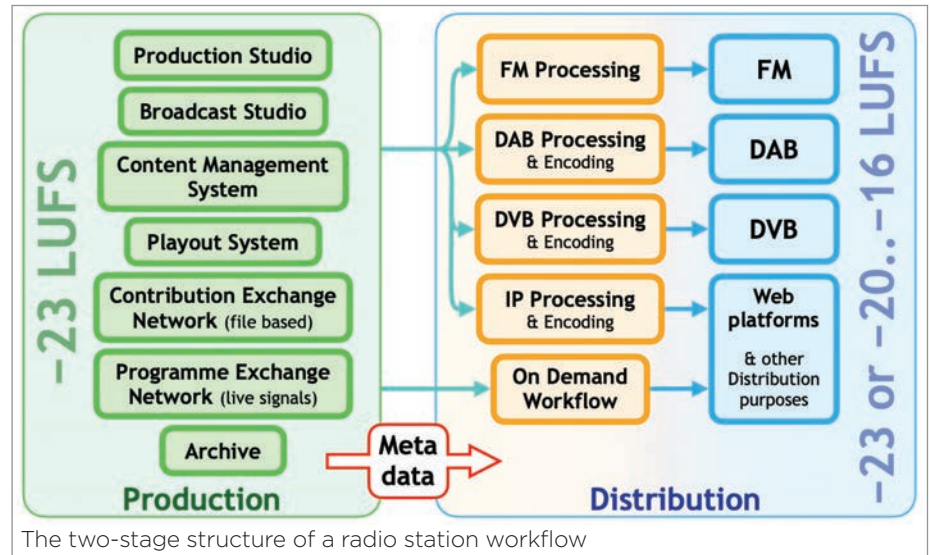 -23 LUFS
Production Studio
Broadcast Studio
Content Management
System
Playout System
Contribution Exchange
Network (file based)
Programme Exchange
Network (live signals)
Archive
Production
Meta
data
FM Processing
DAB Processing
& Encoding
DVB Processing
& Encoding
IP Processing
& Encoding
On Demand
Workflow
FM
DAB
DVB
Web
platforms
& other
Distribution
purposes
Distribution
-23 or -20..-16 LUFS
The two-stage structure of a radio station workflow